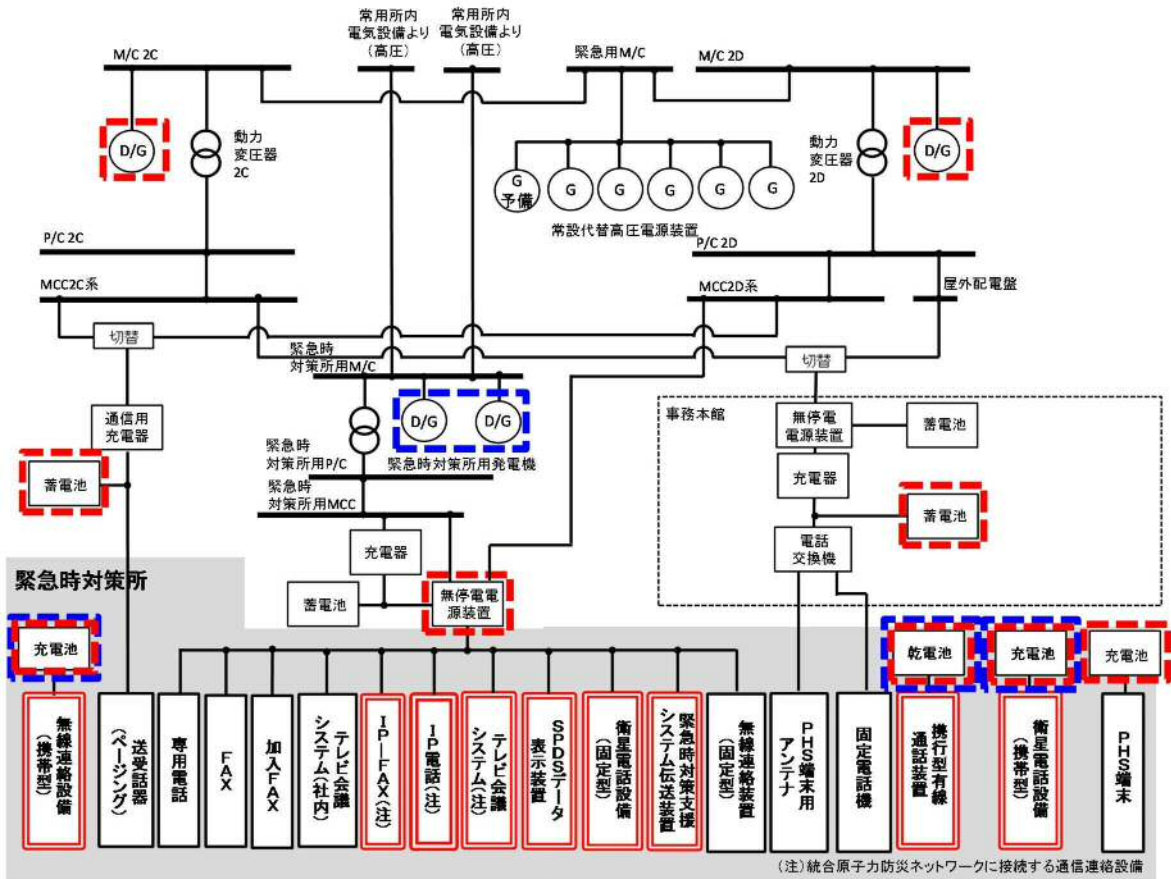 常用所内
電気設備より
(高圧)
常用所内
電気設備より
(高圧)
M/C 2C
緊急用M/C
M/C 2D
D/G
動力
変圧器
2C
G
予備
G
G
G
G
G
常設代替高圧電源装置
動力
変圧器
2D
D/G
P/C 2C
P/C 2D
MCC2C系
MCC2D系
屋外配電盤
切替
緊急時
対策所用M/C
切替
通信用
充電器
D/G
D/G
緊急時対策所用発電機
事務本館
無停電
電源装置
蓄電池
緊急時
対策所用P/C
蓄電池
緊急時
対策所用MCC
充電器
蓄電池
充電器
電話
交換機
緊急時対策所
蓄電池
無停電電
源装置
充電池
乾電池
充電池
充電池
無線連絡設備
(携帯型)
送受話器
(ページング)
専用電話
FAX
加入FAX
テレビ会議
システム(社内)
IP-FAX(注)
IP電話(注)
テレビ会議
システム(注)
SPDSデータ
表示装置
衛星電話設備
(固定型)
緊急時対策支援
システム伝送装置
無線連絡装置
(固定型)
PHS端末用
アンテナ
固定電話機
携行型有線
通話装置
衛星電話設備
(携帯型)
PHS端末
(注)統合原子力防災ネットワークに接続する通信連絡設備